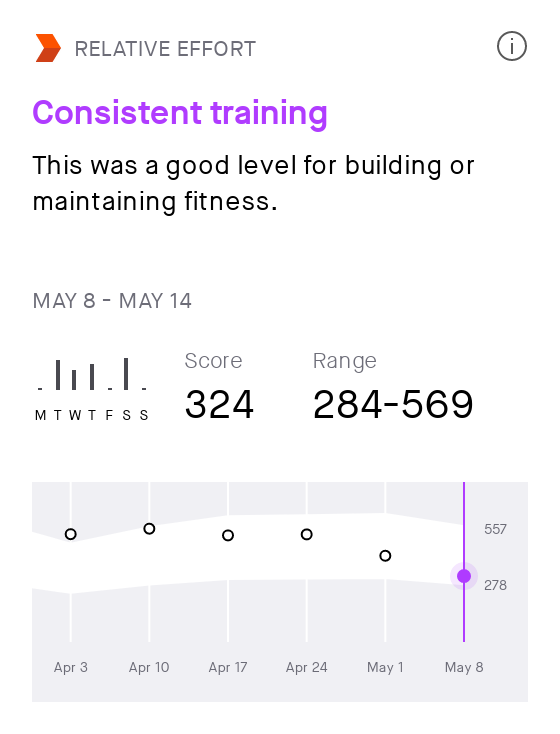 RELATIVE EFFORT
Consistent training
This was a good level for building or
maintaining fitness.
MAY 8 - MAY 14
Score Range
324 284-569
M T W T F S S
557
278
Apr 3 Apr 10 Apr 17 Apr 24 May 1 May 8